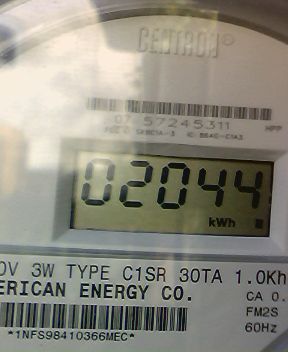 CENTRON®
07 57245311
HPP
02044
kWh
0V 3W TYPE C1SR 30TA 1.0Kh
ERICAN ENERGY CO.
CA 0.
FM2S
*1NFS98410366MEC*
60Hz